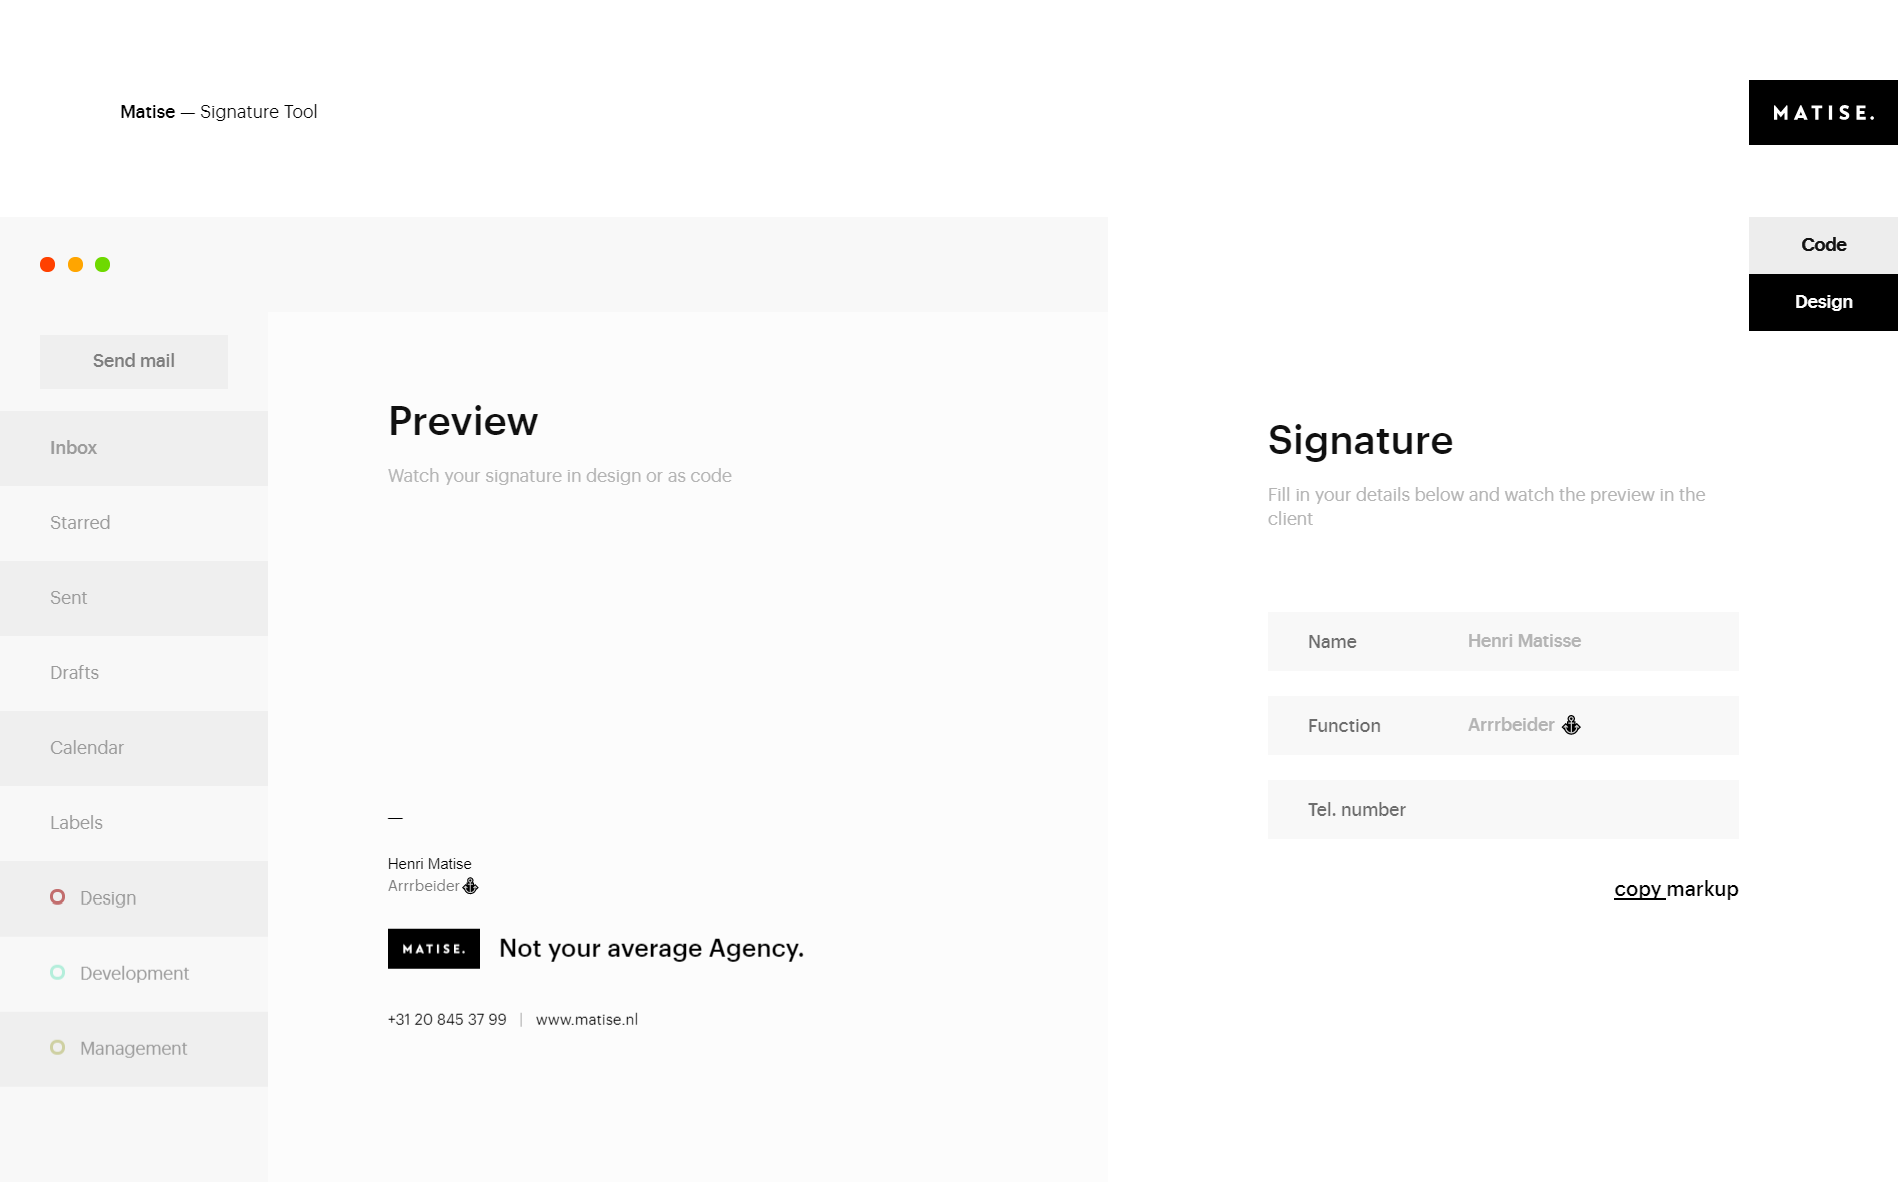 Matise — Signature Tool
MATISE.
Code
Design
Send mail
Inbox
Starred
Sent
Drafts
Calendar
Labels
Design
Development
Management
Preview
Watch your signature in design or as code
—
Henri Matise
Arrrbeider
MATISE. Not your average Agency.
+31 20 845 37 99 | www.matise.nl
Signature
Fill in your details below and watch the preview in the
client
Name Henri Matisse
Function Arrrbeider
Tel. number
copy markup